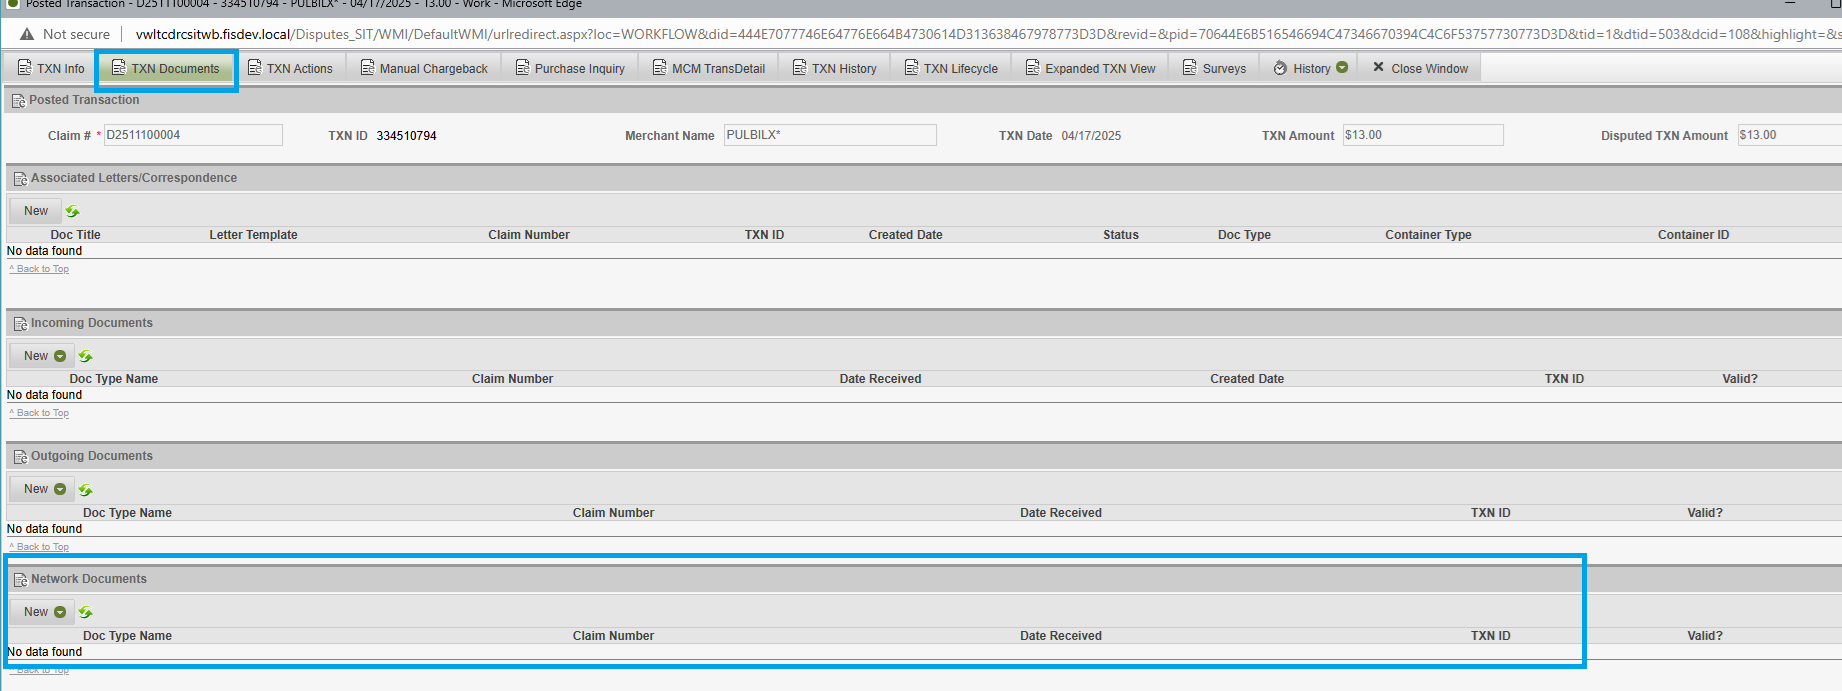 Posted Transaction - D2511100004 - 334510794 - PULBILX* - 04/17/2025 - 13.00 - Work - Microsoft Edge
Not secure vwltcdrcsitwb.fisdev.local/Disputes_SIT/WMI/DefaultWMI/urlredirect.aspx?loc=WORKFLOW&did=444E7077746E64776E664B4730614D313638467978773D3D&revid=&pid=70644E6B516546694C47346670394C4C6F53757730773D3D&tid=1&dtid=503&dcid=108&highlight=&s
TXN Info TXN Documents TXN Actions Manual Chargeback Purchase Inquiry MCM TransDetail TXN History TXN Lifecycle Expanded TXN View Surveys History Close Window
Posted Transaction
Claim # * D2511100004 TXN ID 334510794 Merchant Name PULBILX* TXN Date 04/17/2025 TXN Amount $13.00 Disputed TXN Amount $13.00
Associated Letters/Correspondence
New
Doc Title Letter Template Claim Number TXN ID Created Date Status Doc Type Container Type Container ID
No data found
^ Back to Top
Incoming Documents
New
Doc Type Name Claim Number Date Received Created Date TXN ID Valid?
No data found
^ Back to Top
Outgoing Documents
New
Doc Type Name Claim Number Date Received TXN ID Valid?
No data found
^ Back to Top
Network Documents
New
Doc Type Name Claim Number Date Received TXN ID Valid?
No data found
^ Back to Top